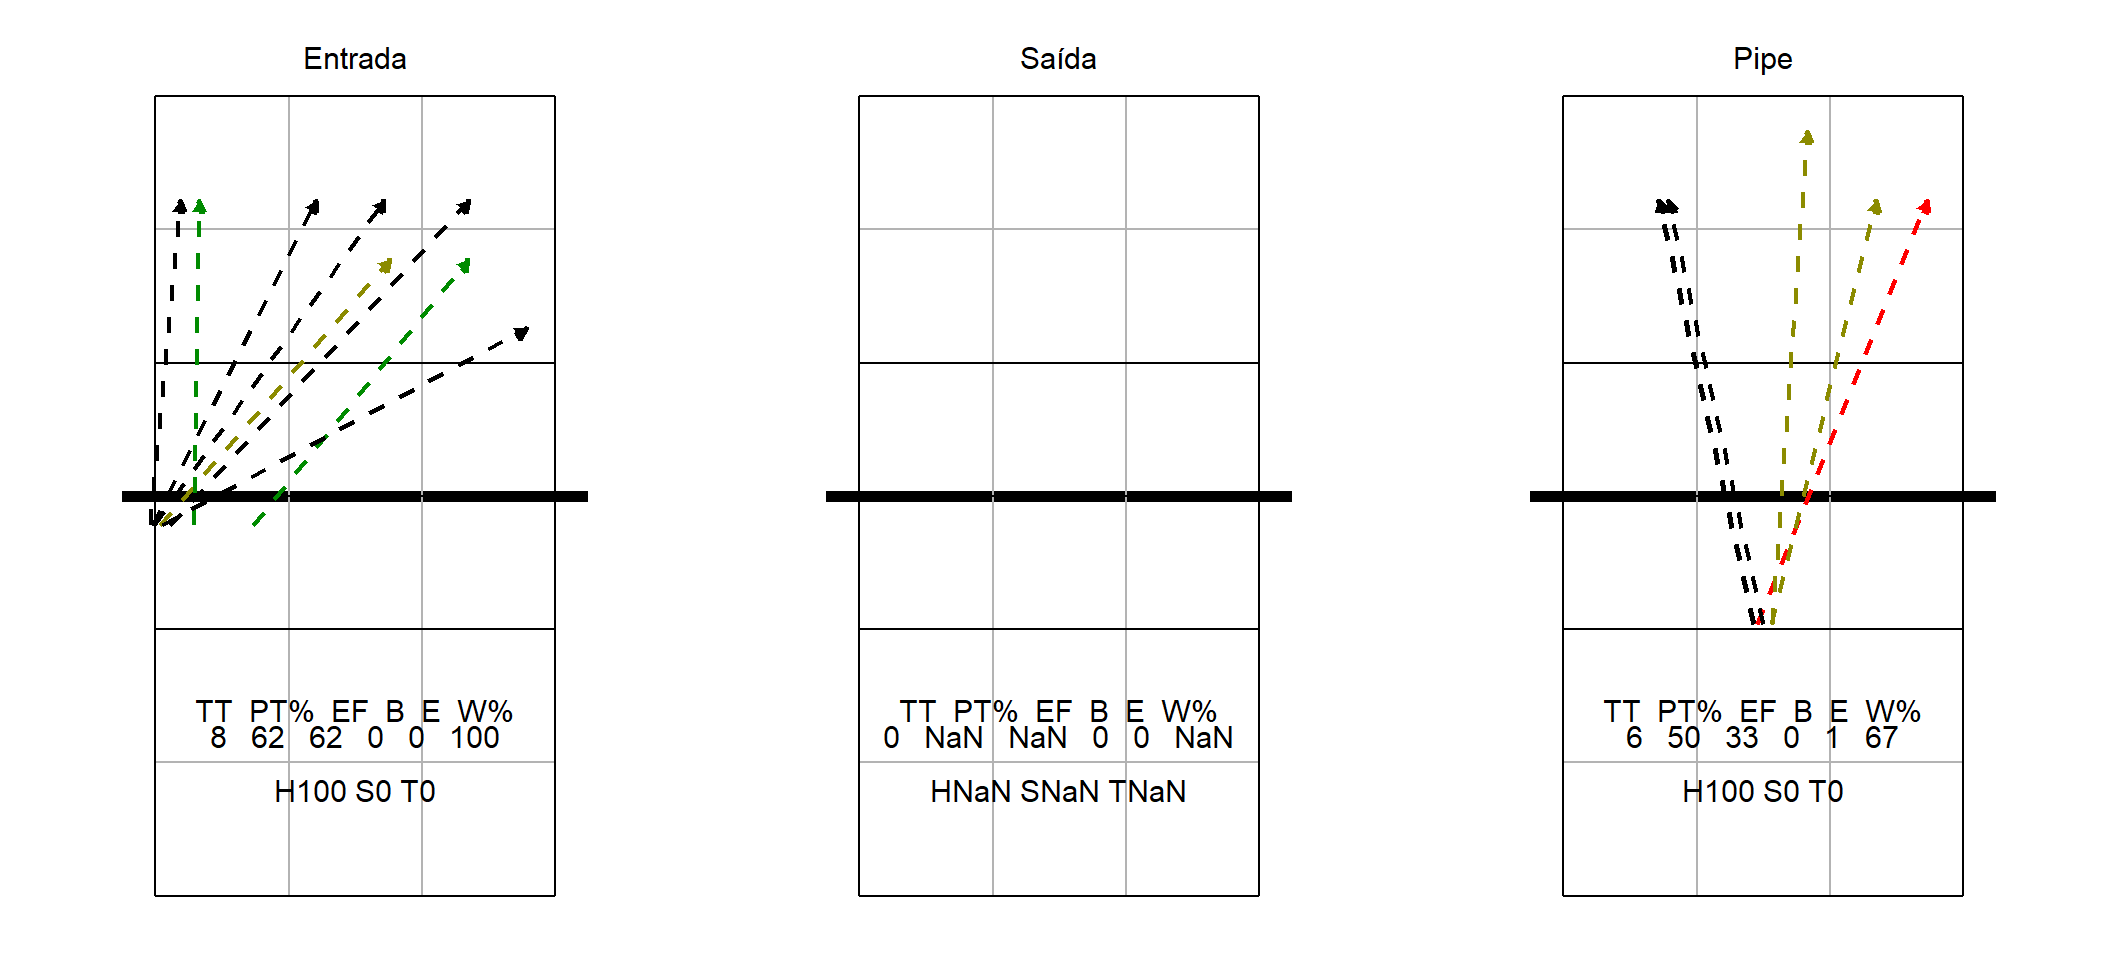 Entrada
TT PT% EF B E W%
8 62 62 0 0 100
H100 S0 T0
Saída
TT PT% EF B E W%
0 NaN NaN 0 0 NaN
HNaN SNaN TNaN
Pipe
TT PT% EF B E W%
6 50 33 0 1 67
H100 S0 T0